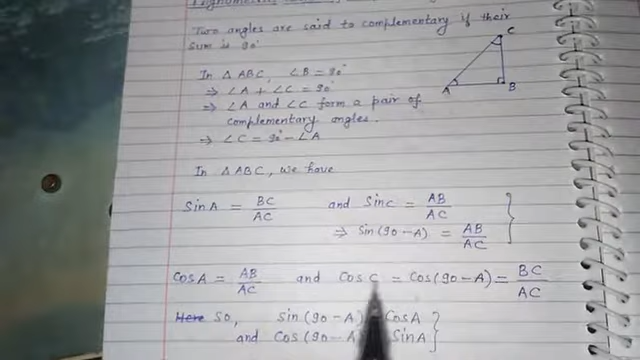 Two angles are said to complementary if their
sum is 90°
C
In Δ ABC, ∠B = 90°
⇒ ∠A + ∠C = 90°
A
B
⇒ ∠A and ∠C form a pair of
complementary angles.
⇒ ∠C = 90° - ∠A
In Δ ABC, we have
Sin A = BC/AC and Sin C = AB/AC
⇒ Sin (90 - A) = AB/AC
Cos A = AB/AC and Cos C = Cos (90 - A) = BC/AC
Here So, Sin (90 - A) Cos A
and Cos (90 - A) Sin A